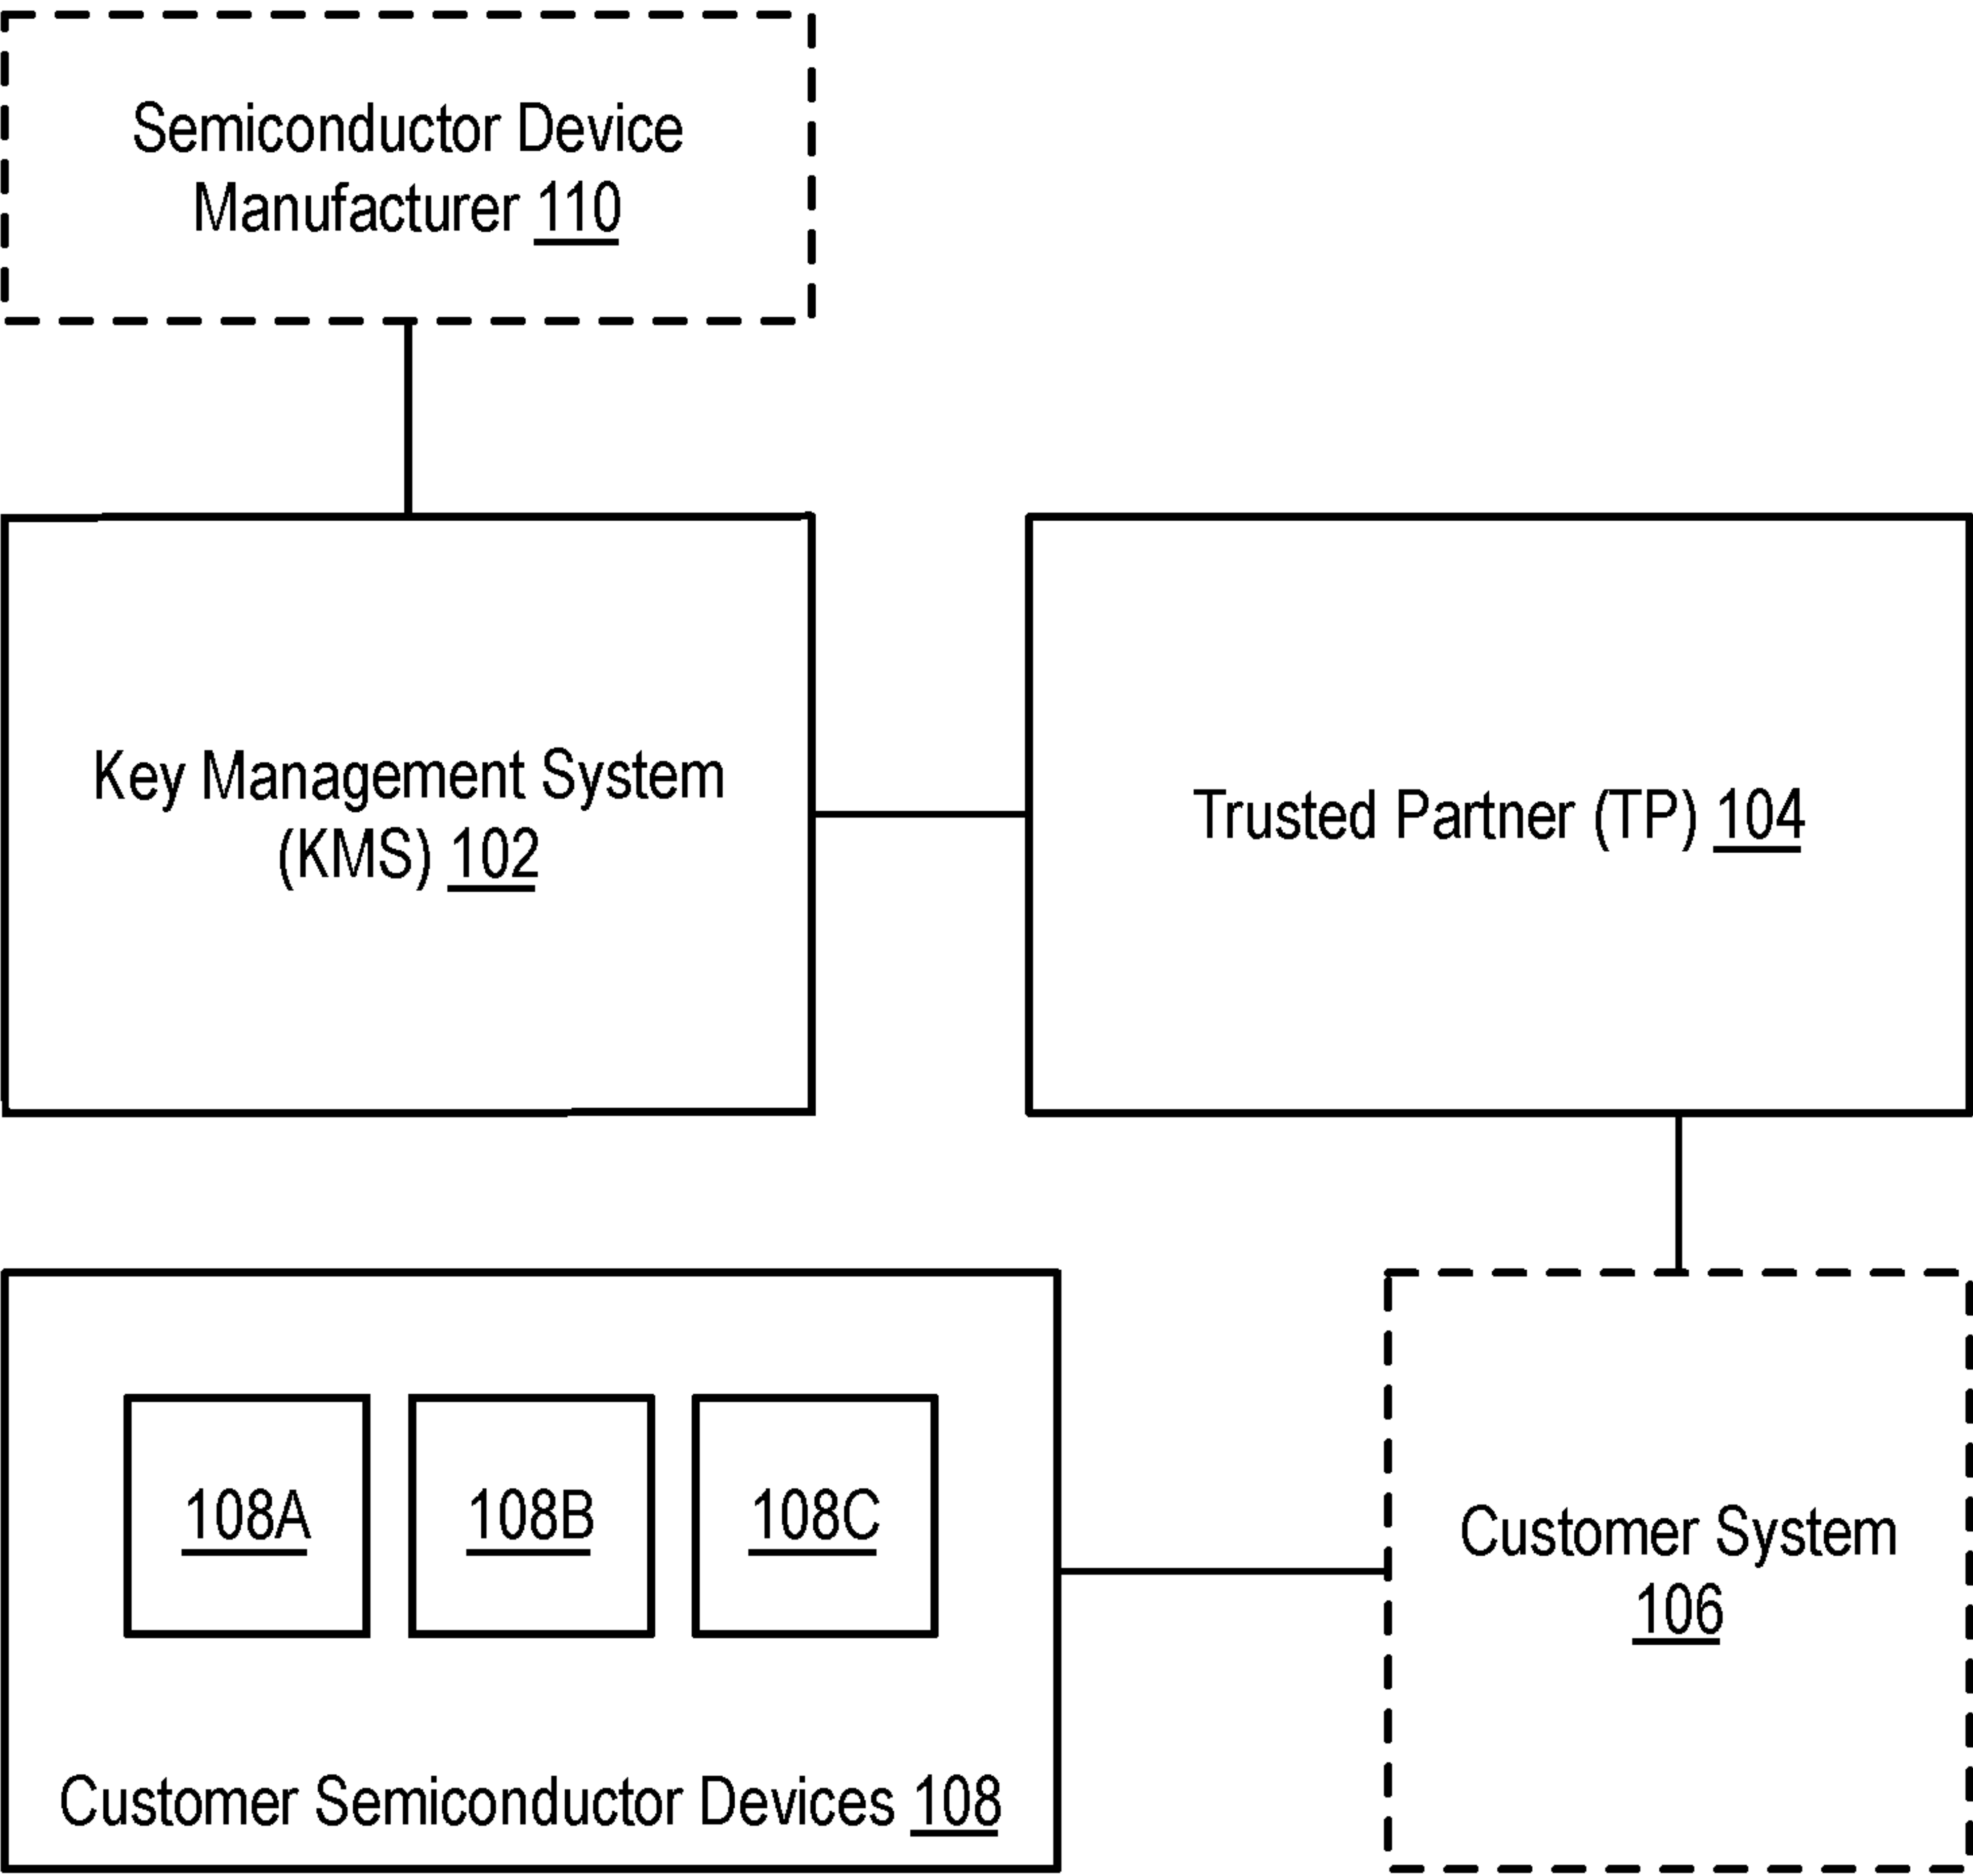 Semiconductor Device
Manufacturer 110
Key Management System
(KMS) 102
Trusted Partner (TP) 104
108A
108B
108C
Customer Semiconductor Devices 108
Customer System
106